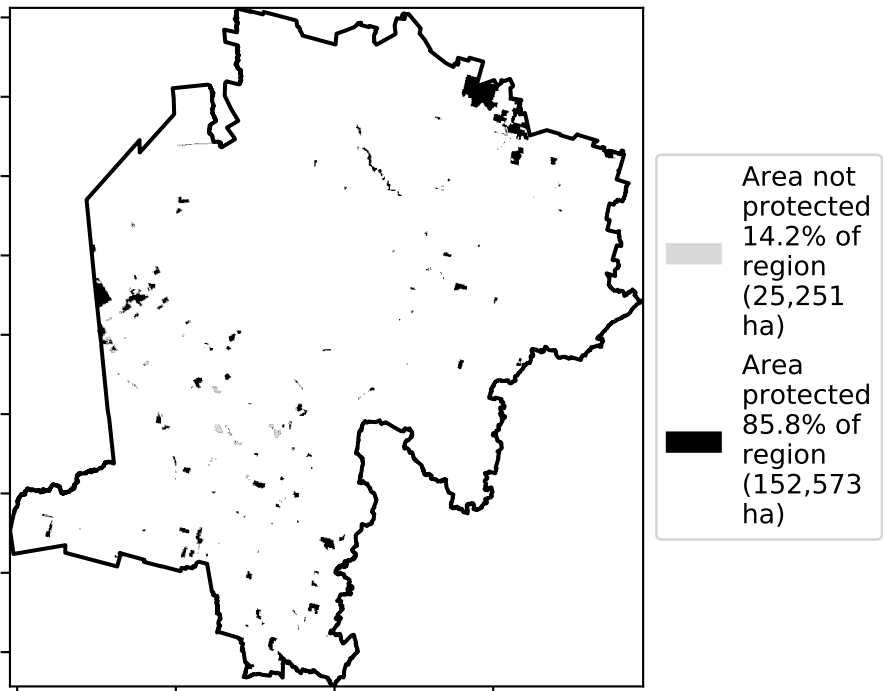 Area not
protected
14.2% of
region
(25,251
ha)
Area
protected
85.8% of
region
(152,573
ha)